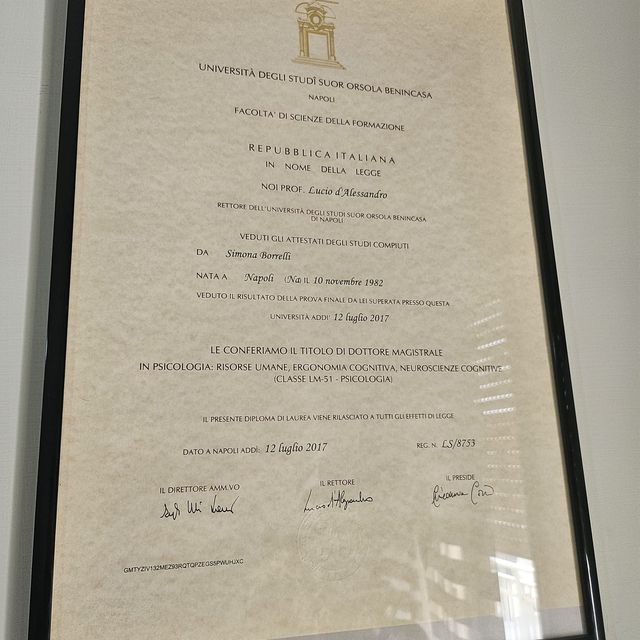 UNIVERSITÀ DEGLI STUDÎ SUOR ORSOLA BENINCASA
NAPOLI
FACOLTA' DI SCIENZE DELLA FORMAZIONE
REPUBBLICA ITALIANA
IN NOME DELLA LEGGE
NOI PROF. Lucio d'Alessandro
RETTORE DELL'UNIVERSITÀ DEGLI STUDI SUOR ORSOLA BENINCASA
DI NAPOLI
VEDUTI GLI ATTESTATI DEGLI STUDI COMPIUTI
DA Simona Borrelli
NATA A Napoli (Na) IL 10 novembre 1982
VEDUTO IL RISULTATO DELLA PROVA FINALE DA LEI SUPERATA PRESSO QUESTA
UNIVERSITÀ ADDI' 12 luglio 2017
LE CONFERIAMO IL TITOLO DI DOTTORE MAGISTRALE
IN PSICOLOGIA: RISORSE UMANE, ERGONOMIA COGNITIVA, NEUROSCIENZE COGNITIVE
(CLASSE LM-51 - PSICOLOGIA)
IL PRESENTE DIPLOMA DI LAUREA VIENE RILASCIATO A TUTTI GLI EFFETTI DI LEGGE
DATO A NAPOLI ADDÌ: 12 luglio 2017 REG. N. LS/8753
IL DIRETTORE AMM.VO IL RETTORE IL PRESIDE
GMTYZIV132MEZ93RQTQPZEGS5PWUHJXC